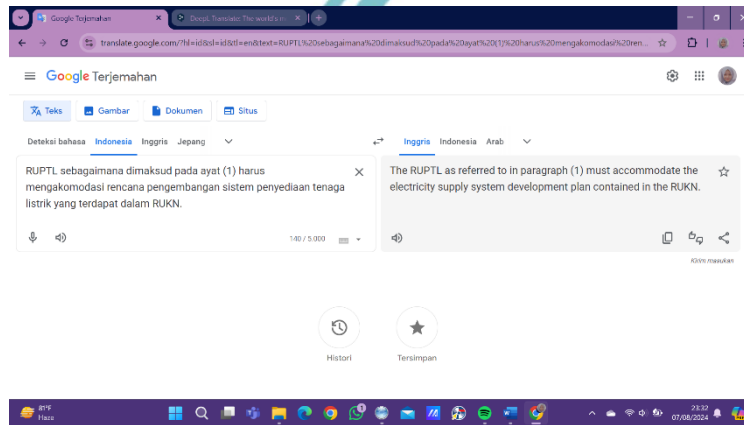 Google Terjemahan
DeepL Translate: The world's m
translate.google.com/?hl=id&sl=id&tl=en&text=RUPTL%20sebagaimana%20dimaksud%20pada%20ayat%20(1)%20harus%20mengakomodasi%20ren...
Google Terjemahan
Teks Gambar Dokumen Situs
Deteksi bahasa Indonesia Inggris Jepang
Inggris Indonesia Arab
RUPTL sebagaimana dimaksud pada ayat (1) harus
mengakomodasi rencana pengembangan sistem penyediaan tenaga
listrik yang terdapat dalam RUKN.
140 / 5.000
The RUPTL as referred to in paragraph (1) must accommodate the
electricity supply system development plan contained in the RUKN.
Kirim masukan
Histori Tersimpan
81°F
Haze
23:32
07/08/2024